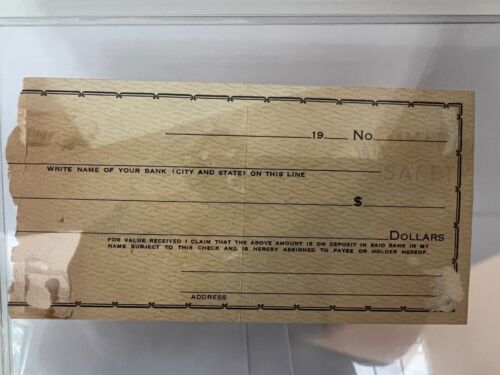 19___ No.
WRITE NAME OF YOUR BANK (CITY AND STATE) ON THIS LINE
$
DOLLARS
FOR VALUE RECEIVED I CLAIM THAT THE ABOVE AMOUNT IS ON DEPOSIT IN SAID BANK IN MY
NAME SUBJECT TO THIS CHECK AND IS HEREBY ASSIGNED TO PAYEE OR HOLDER HEREOF.
ADDRESS